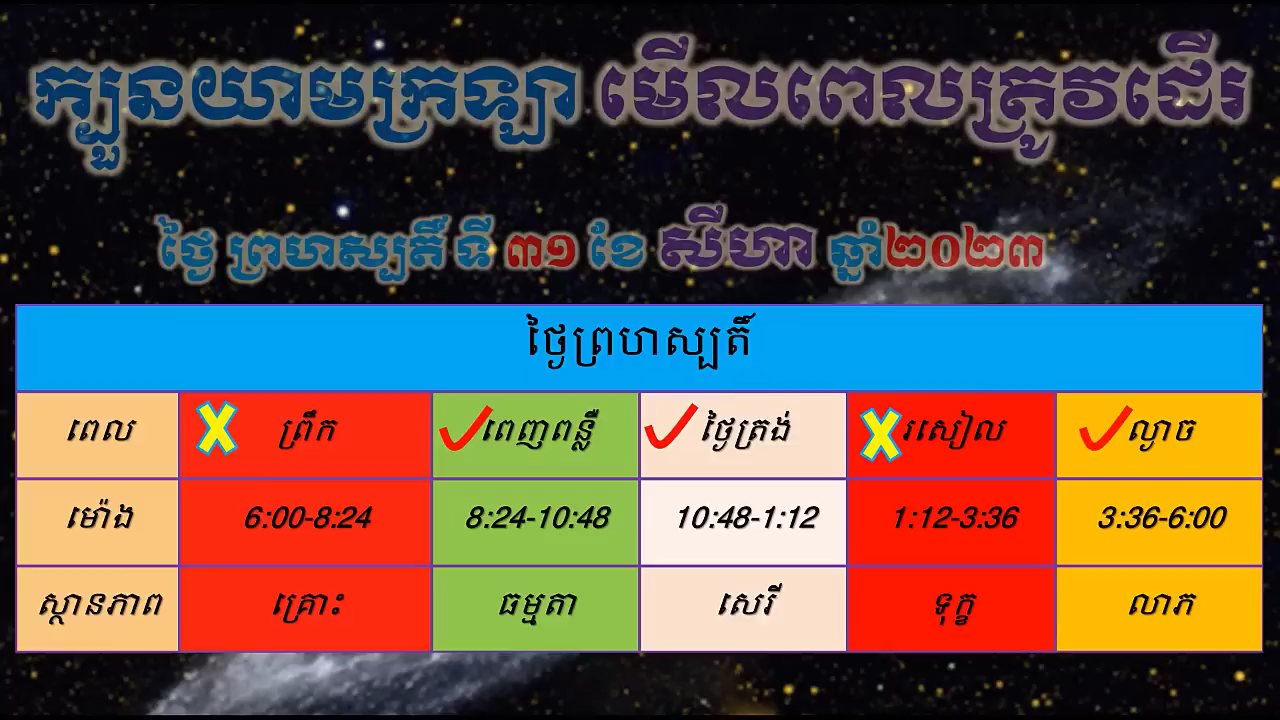 ក្បួនយាមក្រឡា មើលពេលត្រូវដើរ
ថ្ងៃ ព្រហស្បតិ៍ ទី ៣១ ខែ សីហា ឆ្នាំ២០២៣
ថ្ងៃព្រហស្បតិ៍
ពេល ព្រឹក ពេញពន្លឺ ថ្ងៃត្រង់ រសៀល ល្ងាច
ម៉ោង 6:00-8:24 8:24-10:48 10:48-1:12 1:12-3:36 3:36-6:00
ស្ថានភាព គ្រោះ ធម្មតា សេរី ទុក្ខ លាភ